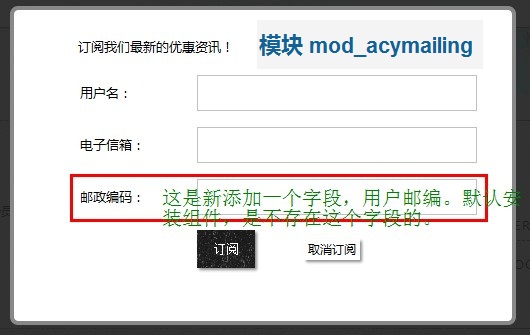 订阅我们最新的优惠资讯！ 模块 mod_acymailing
用户名：
电子信箱：
邮政编码： 这是新添加一个字段，用户邮编。默认安
装组件，是不存在这个字段的。
订阅 取消订阅